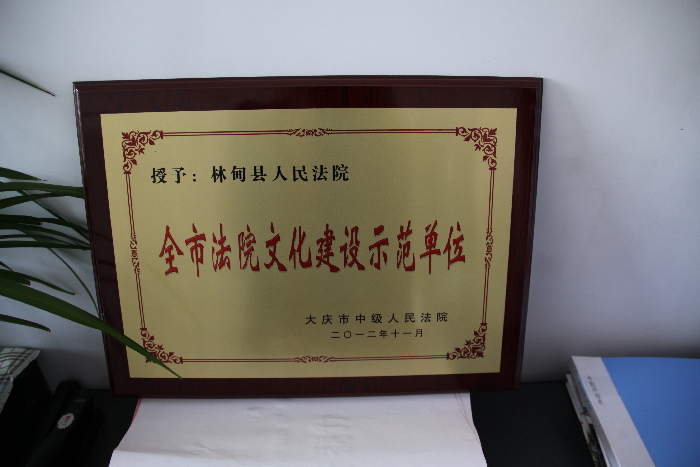 授予：林甸县人民法院
全市法院文化建设示范单位
大庆市中级人民法院
二〇一二年十一月